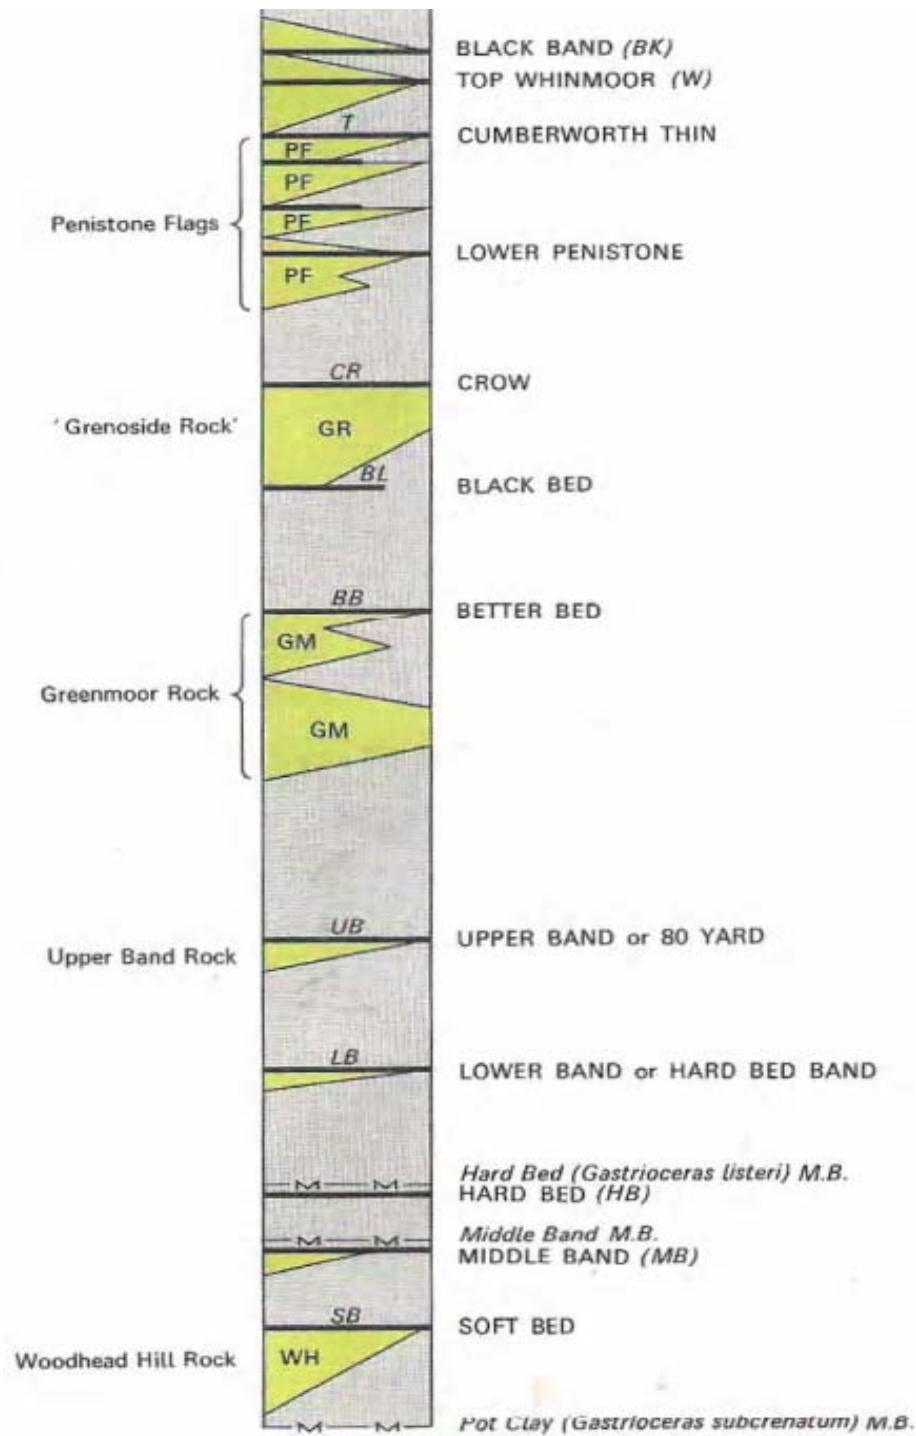 BLACK BAND (BK)
TOP WHINMOOR (W)
T
CUMBERWORTH THIN
PF
PF
Penistone Flags
PF
LOWER PENISTONE
PF
CR
CROW
'Grenoside Rock'
GR
BL
BLACK BED
BB
BETTER BED
GM
Greenmoor Rock
GM
UB
UPPER BAND or 80 YARD
Upper Band Rock
LB
LOWER BAND or HARD BED BAND
Hard Bed (Gastrioceras listeri) M.B.
M M
HARD BED (HB)
Middle Band M.B.
M M
MIDDLE BAND (MB)
SB
SOFT BED
Woodhead Hill Rock
WH
Pot Clay (Gastrioceras subcrenatum) M.B.
M M